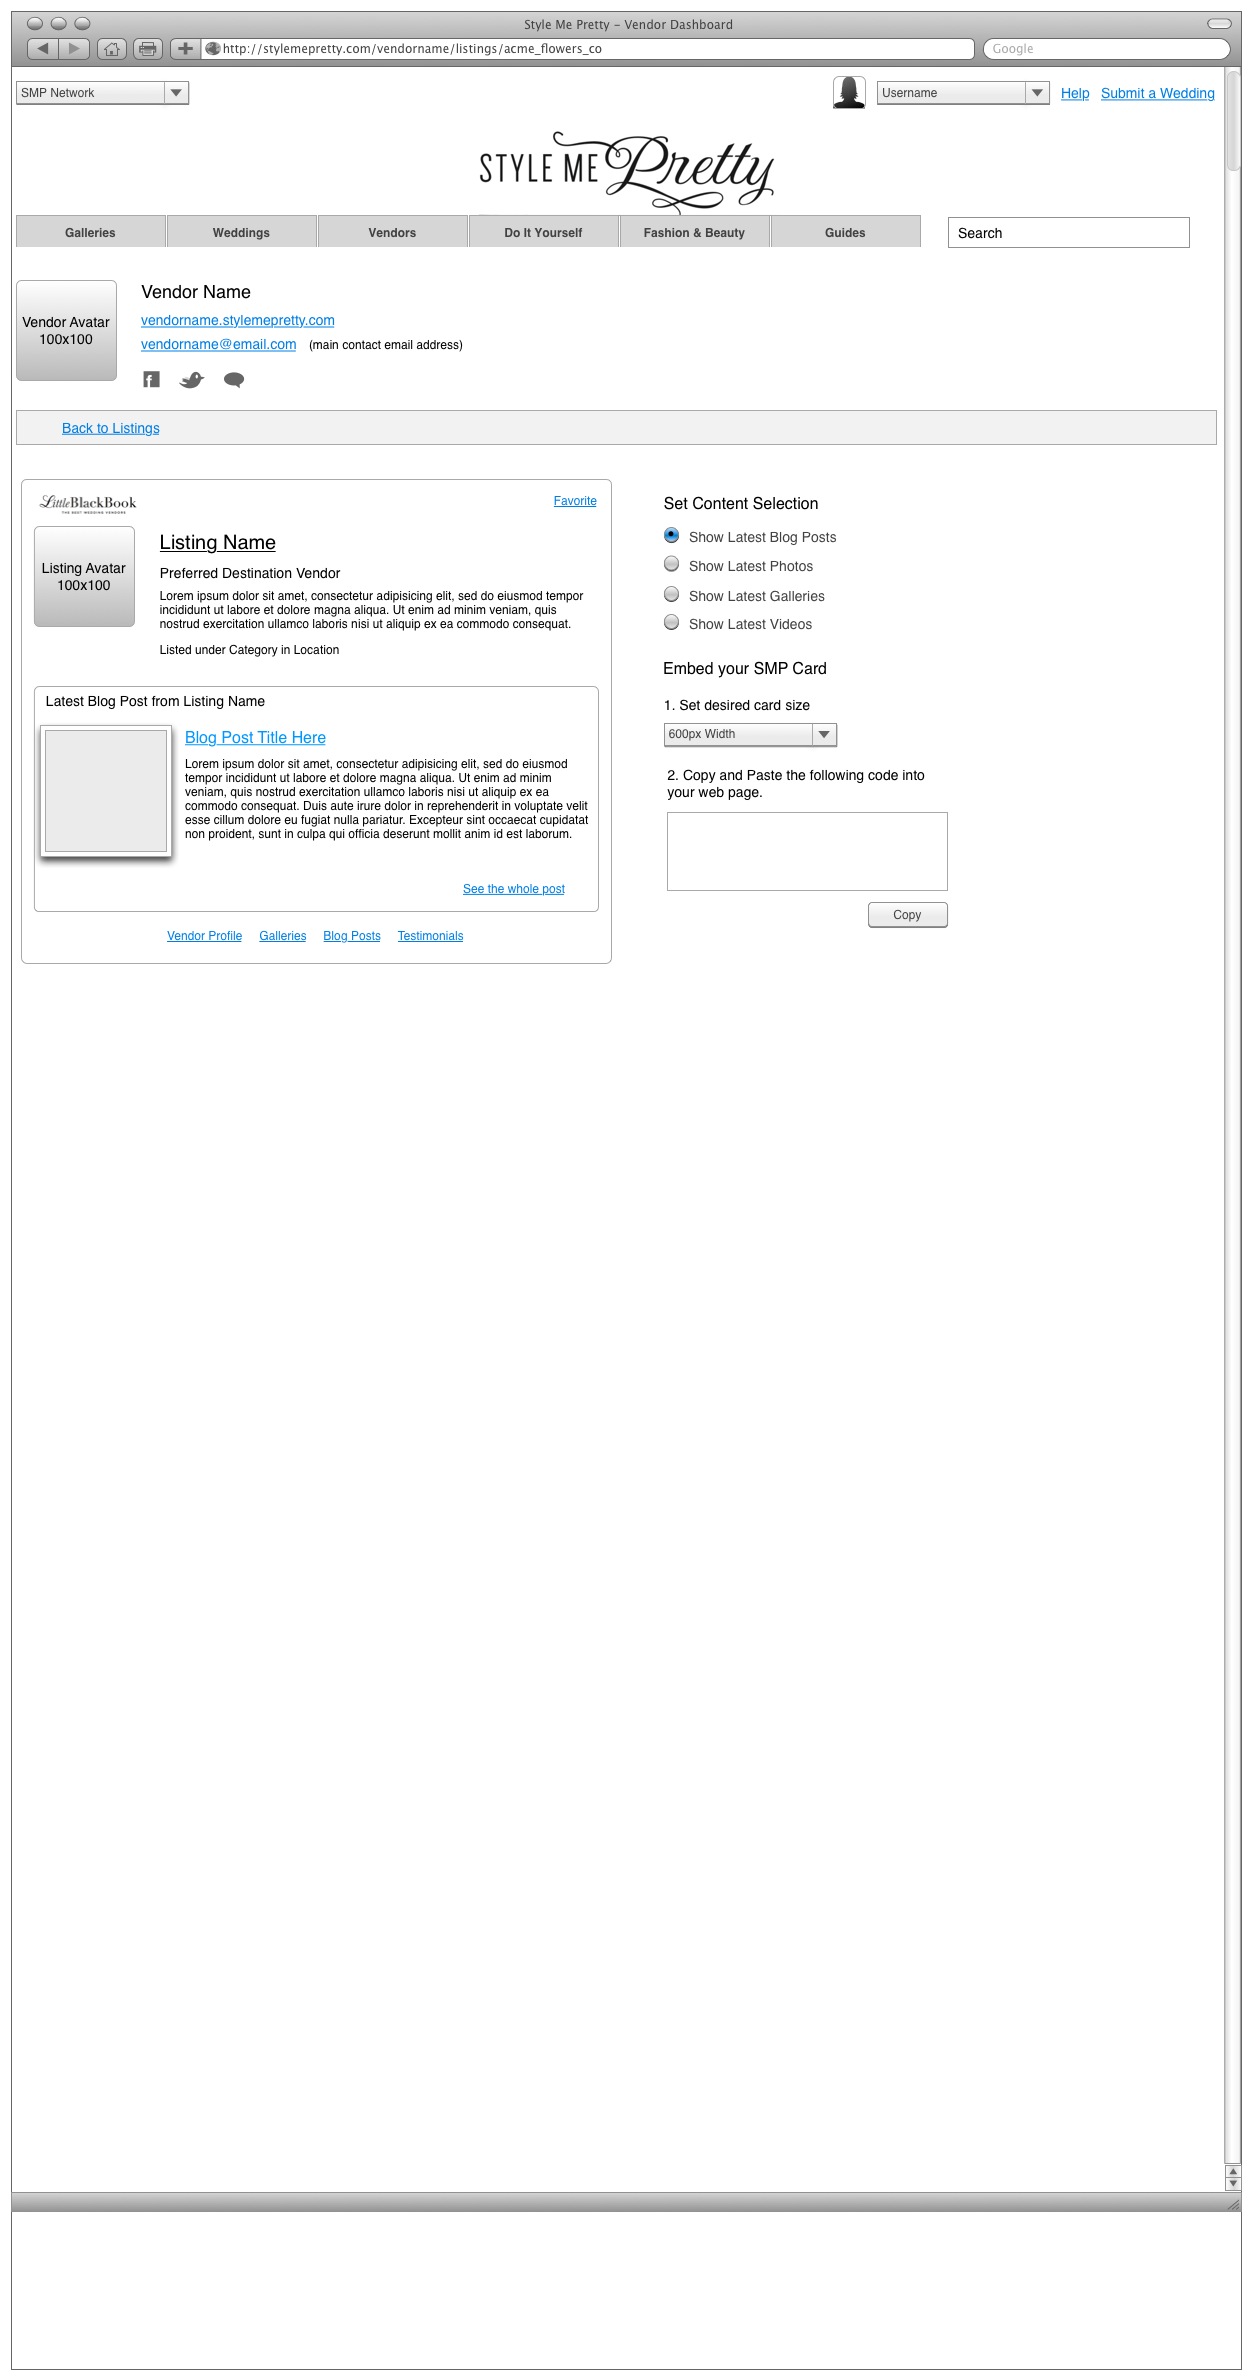 Style Me Pretty – Vendor Dashboard
http://stylemepretty.com/vendorname/listings/acme_flowers_co
Google
SMP Network
Username
Help
Submit a Wedding
STYLE ME Pretty
Galleries
Weddings
Vendors
Do It Yourself
Fashion & Beauty
Guides
Search
Vendor Avatar
100x100
Vendor Name
vendorname.stylemepretty.com
vendorname@email.com (main contact email address)
Back to Listings
LittleBlackBook
THE BEST WEDDING VENDORS
Favorite
Listing Avatar
100x100
Listing Name
Preferred Destination Vendor
Lorem ipsum dolor sit amet, consectetur adipisicing elit, sed do eiusmod tempor
incididunt ut labore et dolore magna aliqua. Ut enim ad minim veniam, quis
nostrud exercitation ullamco laboris nisi ut aliquip ex ea commodo consequat.
Listed under Category in Location
Latest Blog Post from Listing Name
Blog Post Title Here
Lorem ipsum dolor sit amet, consectetur adipisicing elit, sed do eiusmod
tempor incididunt ut labore et dolore magna aliqua. Ut enim ad minim
veniam, quis nostrud exercitation ullamco laboris nisi ut aliquip ex ea
commodo consequat. Duis aute irure dolor in reprehenderit in voluptate velit
esse cillum dolore eu fugiat nulla pariatur. Excepteur sint occaecat cupidatat
non proident, sunt in culpa qui officia deserunt mollit anim id est laborum.
See the whole post
Vendor Profile
Galleries
Blog Posts
Testimonials
Set Content Selection
Show Latest Blog Posts
Show Latest Photos
Show Latest Galleries
Show Latest Videos
Embed your SMP Card
1. Set desired card size
600px Width
2. Copy and Paste the following code into
your web page.
Copy